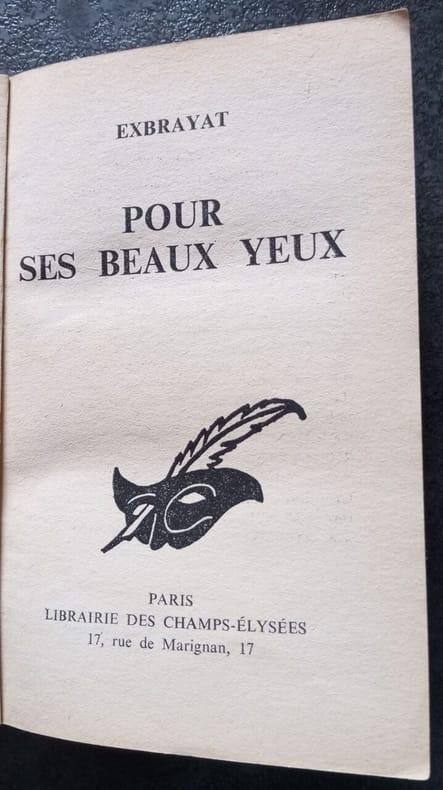 EXBRAYAT
POUR
SES BEAUX YEUX
PARIS
LIBRAIRIE DES CHAMPS-ÉLYSÉES
17, rue de Marignan, 17